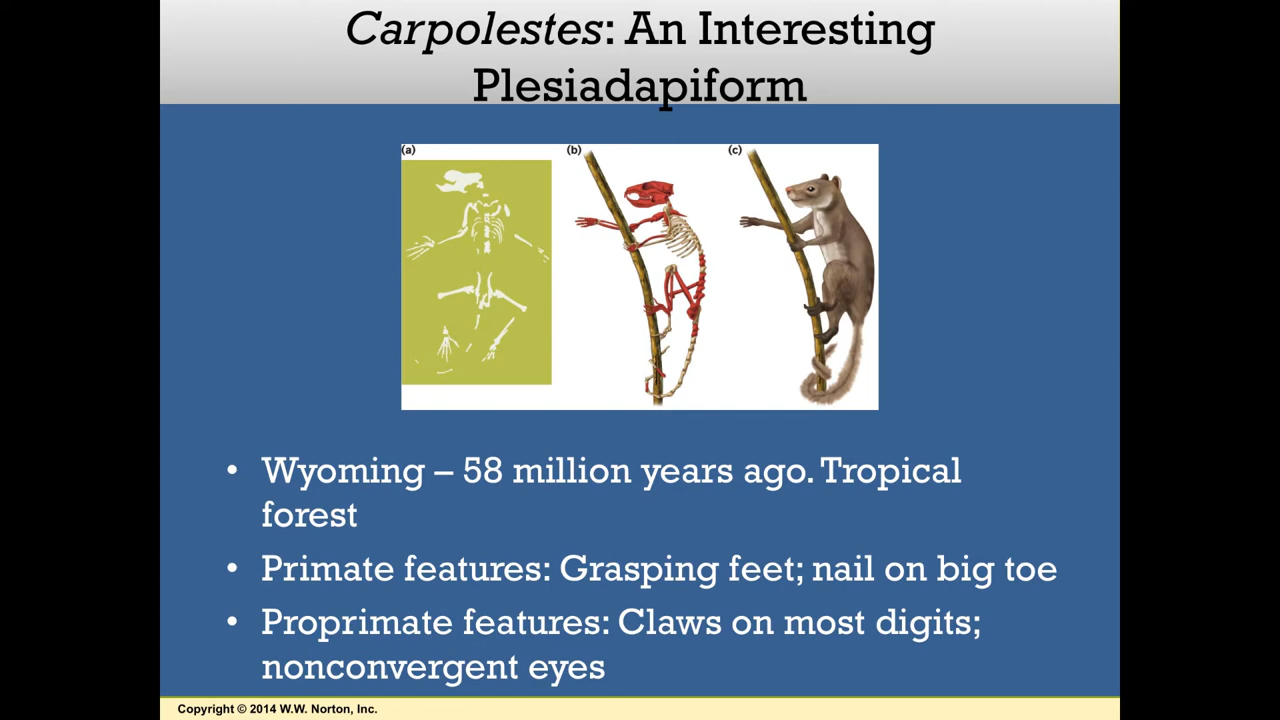 Carpolestes: An Interesting
Plesiadapiform
(a)
(b)
(c)
• Wyoming – 58 million years ago. Tropical
forest
• Primate features: Grasping feet; nail on big toe
• Proprimate features: Claws on most digits;
nonconvergent eyes
Copyright © 2014 W.W. Norton, Inc.